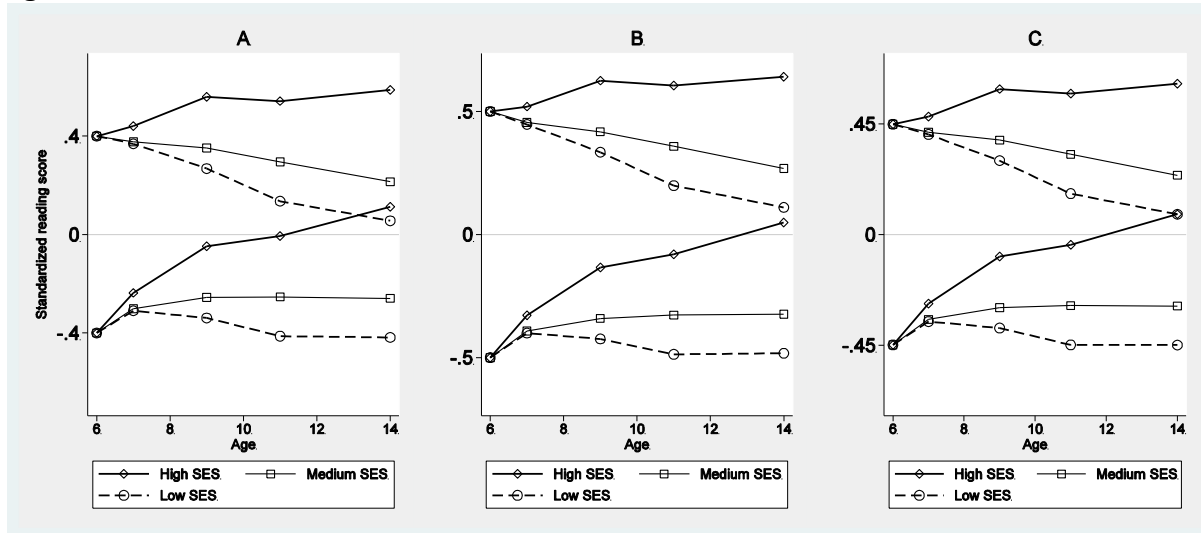 A.
Standardized reading score
.4
0.
-.4
6. 8. 10. 12. 14.
Age.
High SES. Medium SES.
Low SES.
B.
.5
0.
-.5
6. 8. 10. 12. 14.
Age.
High SES. Medium SES.
Low SES.
C.
.45
0.
-.45
6. 8. 10. 12. 14.
Age.
High SES. Medium SES.
Low SES.